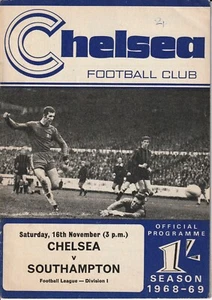 Chelsea
FOOTBALL CLUB
Saturday, 16th November (3 p.m.)
CHELSEA
v
SOUTHAMPTON
Football League — Division I
OFFICIAL
PROGRAMME
1/-
SEASON
1968-69